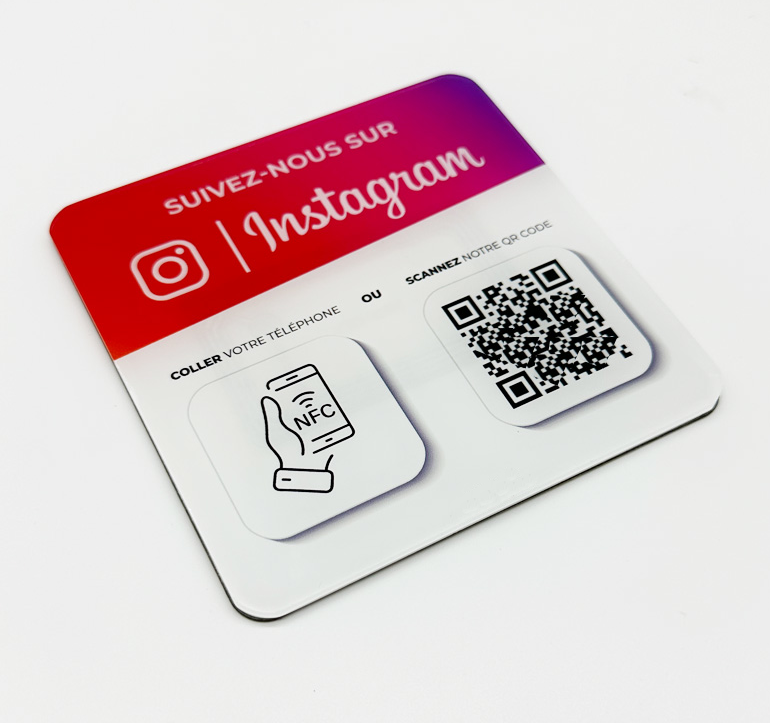 SUIVEZ-NOUS SUR
Instagram
COLLER VOTRE TÉLÉPHONE
OU
SCANNEZ NOTRE QR CODE
NFC